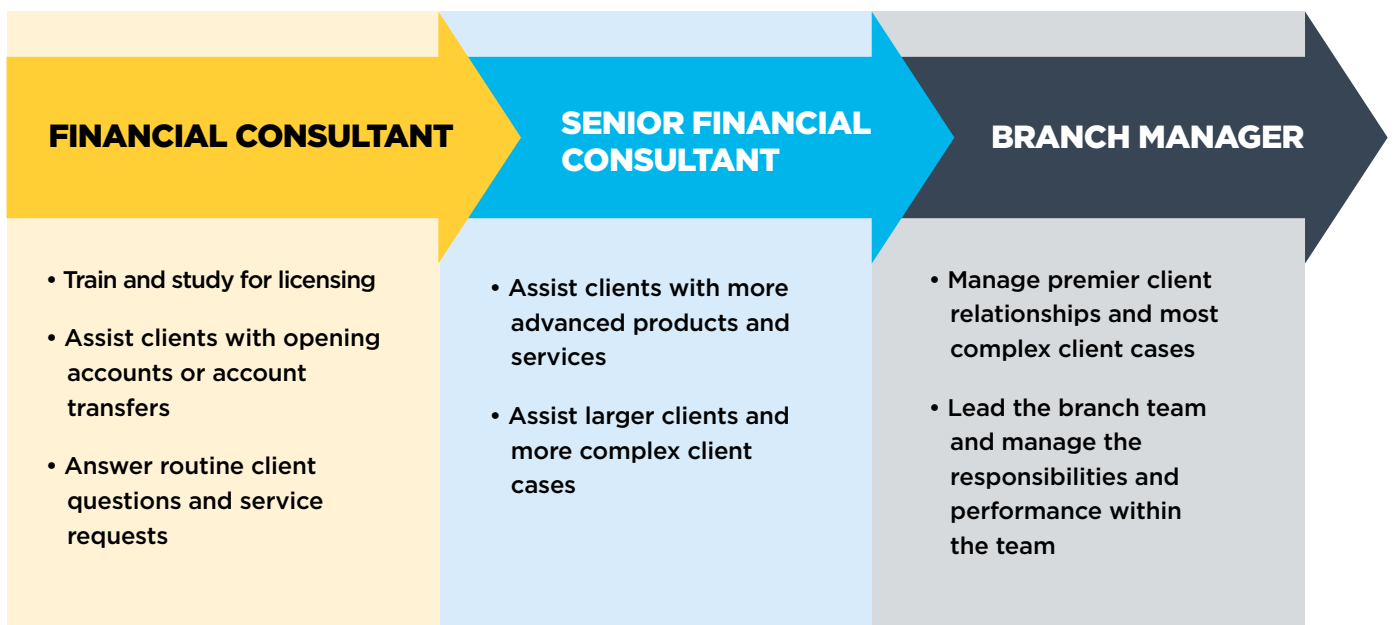 FINANCIAL CONSULTANT
• Train and study for licensing
• Assist clients with opening
accounts or account
transfers
• Answer routine client
questions and service
requests
SENIOR FINANCIAL
CONSULTANT
• Assist clients with more
advanced products and
services
• Assist larger clients and
more complex client
cases
BRANCH MANAGER
• Manage premier client
relationships and most
complex client cases
• Lead the branch team
and manage the
responsibilities and
performance within
the team